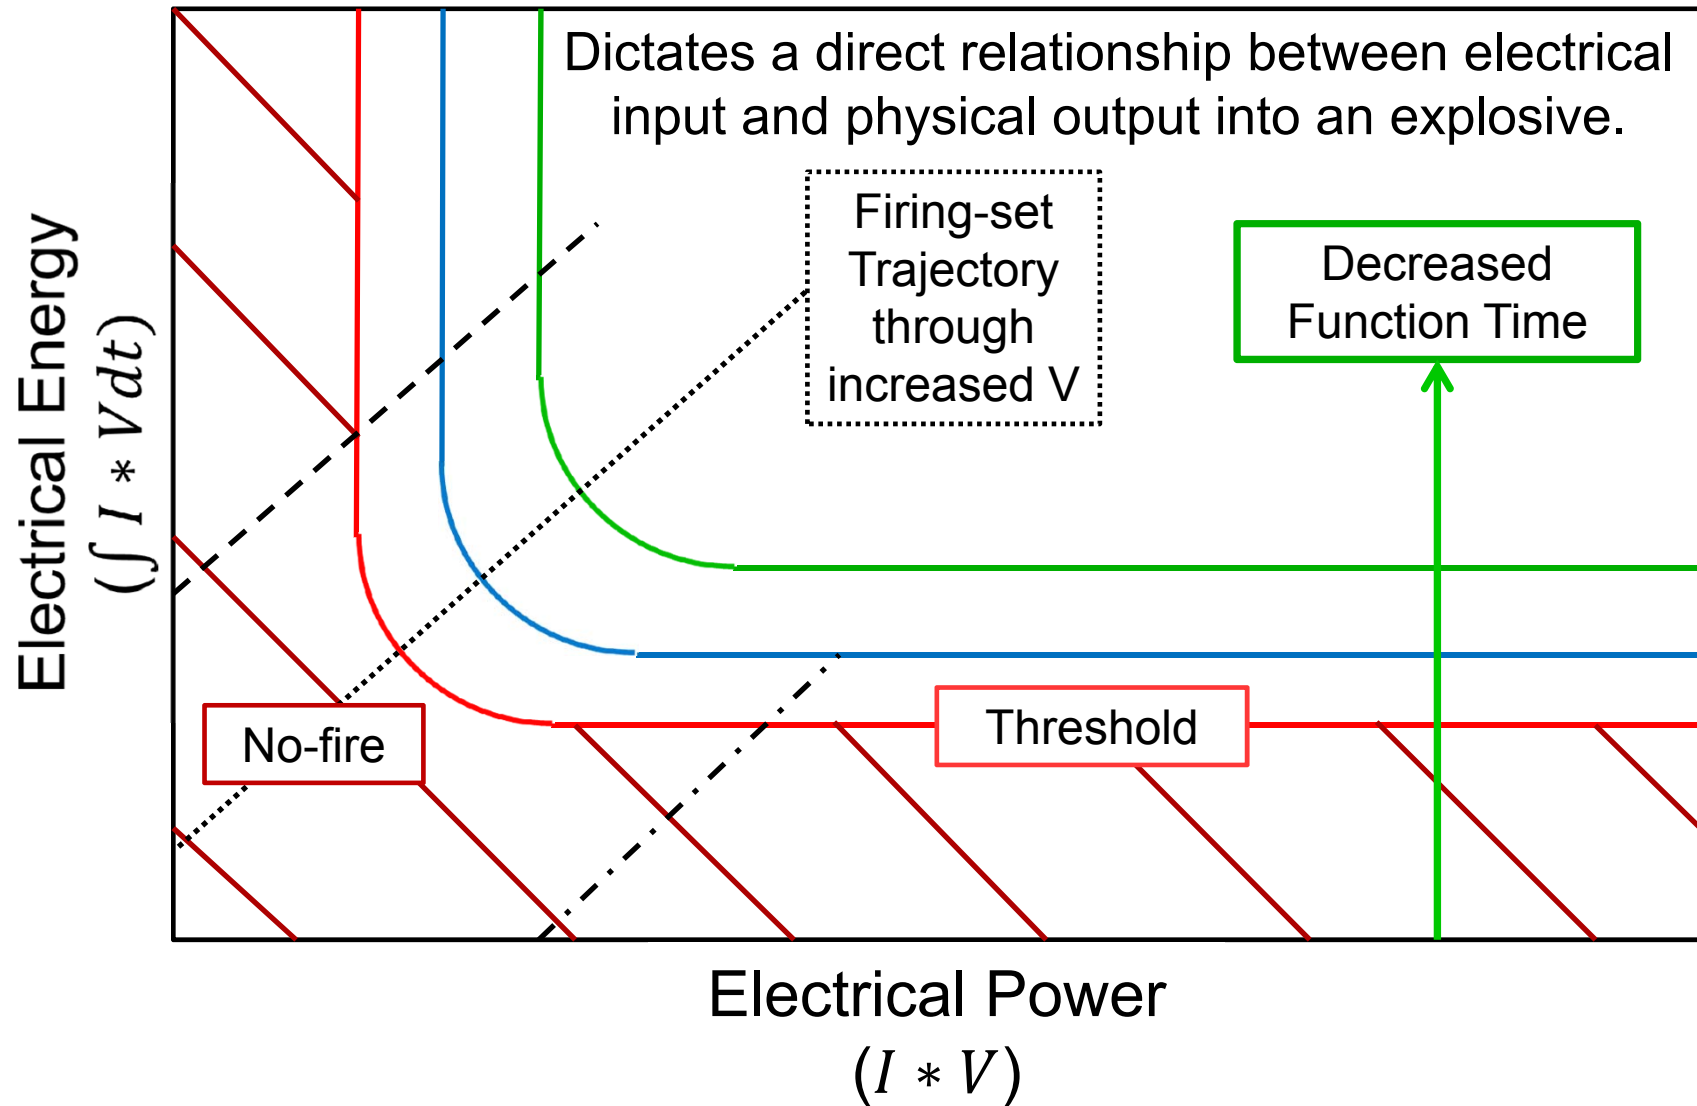 Dictates a direct relationship between electrical
input and physical output into an explosive.
Firing-set
Trajectory
through
increased V
Decreased
Function Time
Electrical Energy
(∫ I * Vdt)
No-fire
Threshold
Electrical Power
(I * V)